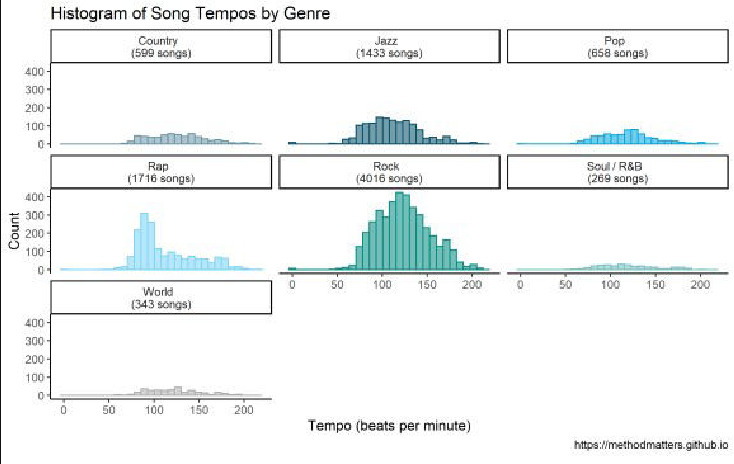 Histogram of Song Tempos by Genre
Country
(599 songs)
Jazz
(1433 songs)
Pop
(658 songs)
400
300
200
100
0
Rap
(1716 songs)
Rock
(4016 songs)
Soul / R&B
(269 songs)
Count
400
300
200
100
0
0 50 100 150 200
0 50 100 150 200
World
(343 songs)
400
300
200
100
0
0 50 100 150 200
Tempo (beats per minute)
https://methodmatters.github.io